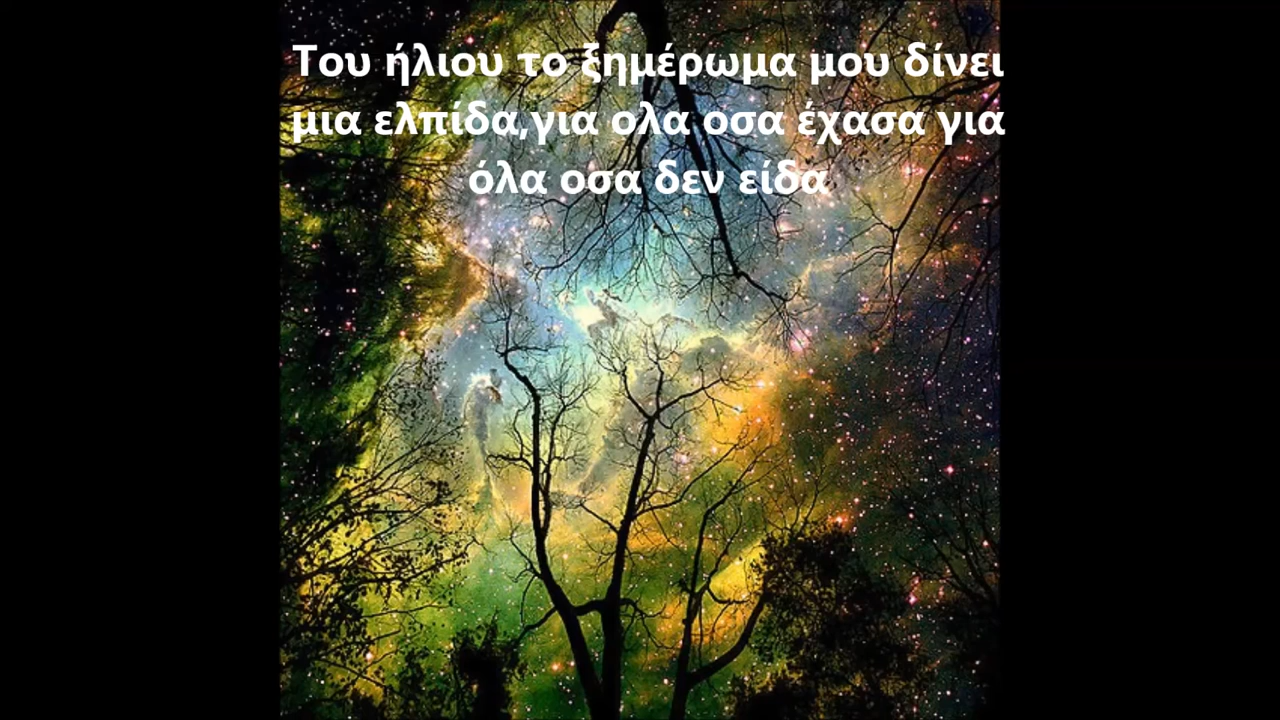 Του ήλιου το ξημέρωμα μου δίνει
μια ελπίδα,για ολα οσα έχασα για
όλα οσα δεν είδα